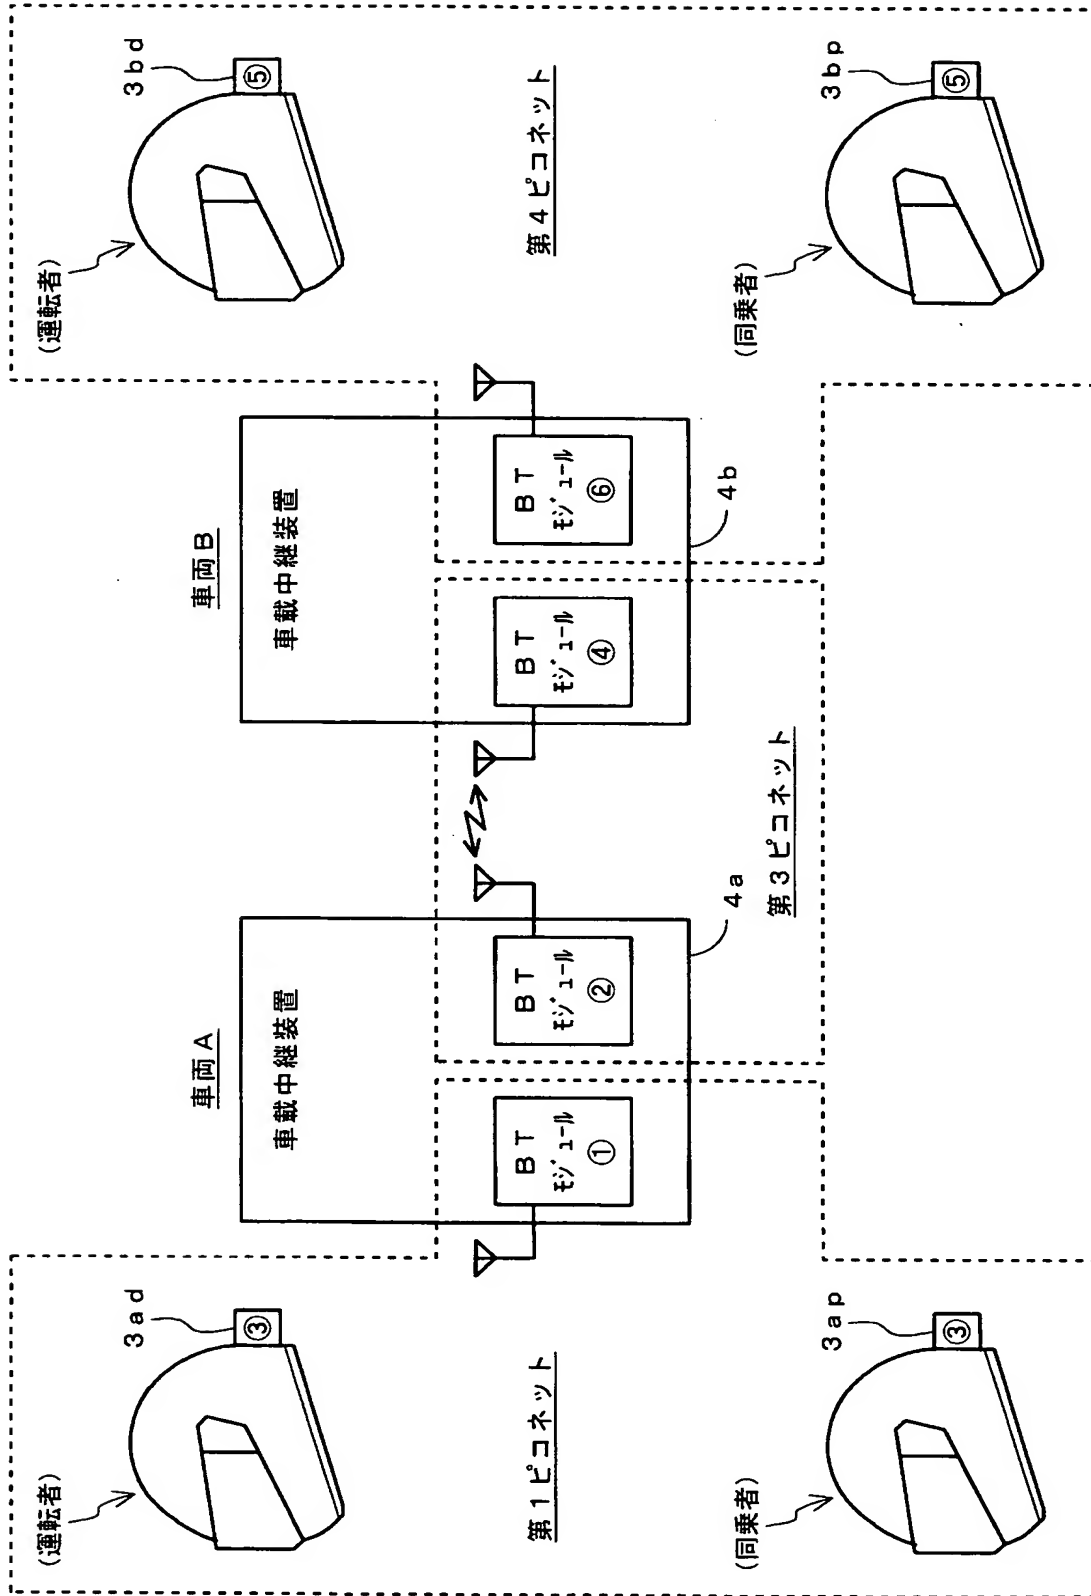 車両A
車両B
車載中継装置
車載中継装置
(運転者)
3ad
③
(運転者)
3bd
⑤
BT
モジュール
①
BT
モジュール
②
BT
モジュール
④
BT
モジュール
⑥
4a
4b
第1ピコネット
第3ピコネット
第4ピコネット
(同乗者)
3ap
③
(同乗者)
3bp
⑤